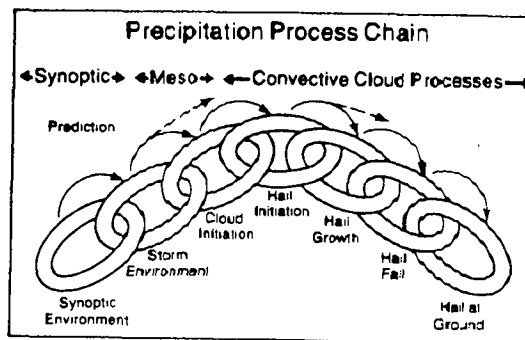 Precipitation Process Chain
Synoptic Meso Convective Cloud Processes
Prediction
Synoptic
Environment
Storm
Environment
Cloud
Initiation
Hail
Initiation
Hail
Growth
Hail
Fall
Hail at
Ground